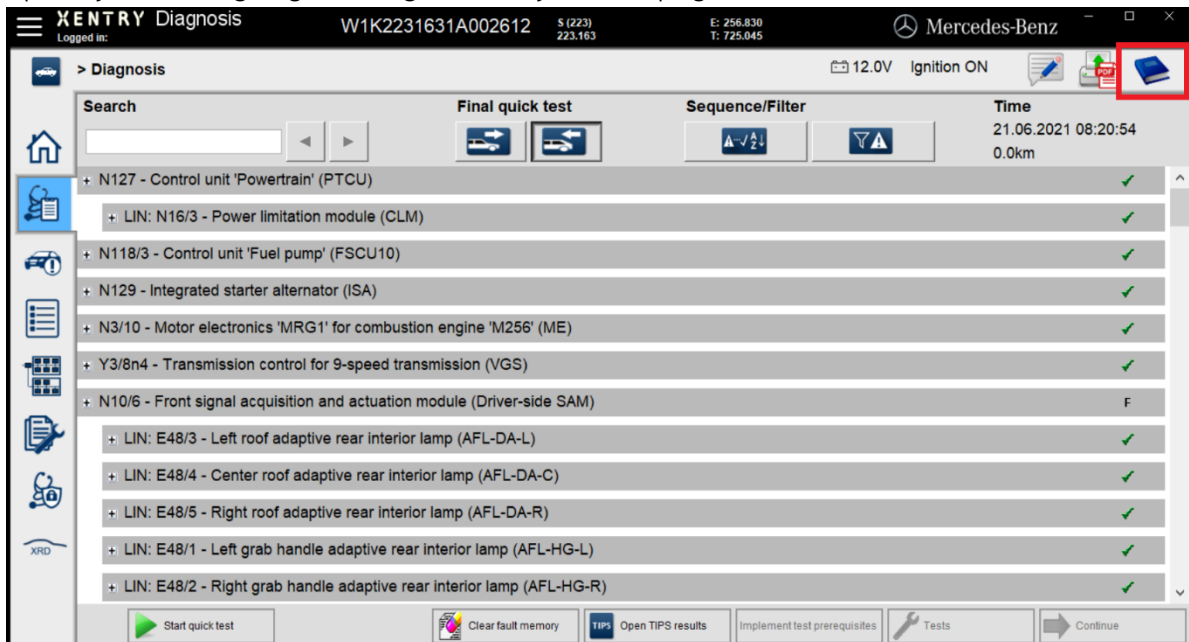 XENTRY Diagnosis
Logged in:
W1K2231631A002612
S (223)
223.163
E: 256.830
T: 725.045
Mercedes-Benz
> Diagnosis
12.0V
Ignition ON
PDF
Search
Final quick test
Sequence/Filter
Time
21.06.2021 08:20:54
0.0km
+ N127 - Control unit 'Powertrain' (PTCU)
+ LIN: N16/3 - Power limitation module (CLM)
+ N118/3 - Control unit 'Fuel pump' (FSCU10)
+ N129 - Integrated starter alternator (ISA)
+ N3/10 - Motor electronics 'MRG1' for combustion engine 'M256' (ME)
+ Y3/8n4 - Transmission control for 9-speed transmission (VGS)
+ N10/6 - Front signal acquisition and actuation module (Driver-side SAM) F
+ LIN: E48/3 - Left roof adaptive rear interior lamp (AFL-DA-L)
+ LIN: E48/4 - Center roof adaptive rear interior lamp (AFL-DA-C)
+ LIN: E48/5 - Right roof adaptive rear interior lamp (AFL-DA-R)
+ LIN: E48/1 - Left grab handle adaptive rear interior lamp (AFL-HG-L)
+ LIN: E48/2 - Right grab handle adaptive rear interior lamp (AFL-HG-R)
XRD
Start quick test
Clear fault memory
TIPS Open TIPS results
Implement test prerequisites
Tests
Continue